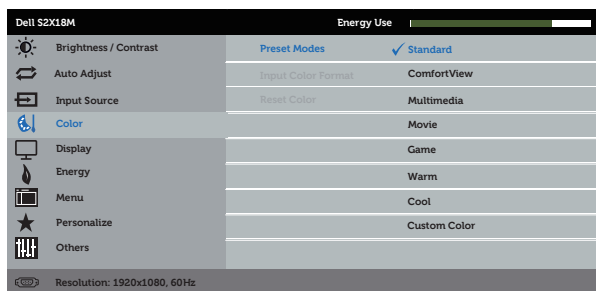 Dell S2X18M Energy Use
Brightness / Contrast Preset Modes Standard
Auto Adjust Input Color Format ComfortView
Input Source Reset Color Multimedia
Color Movie
Display Game
Energy Warm
Menu Cool
Personalize Custom Color
Others
Resolution: 1920x1080, 60Hz